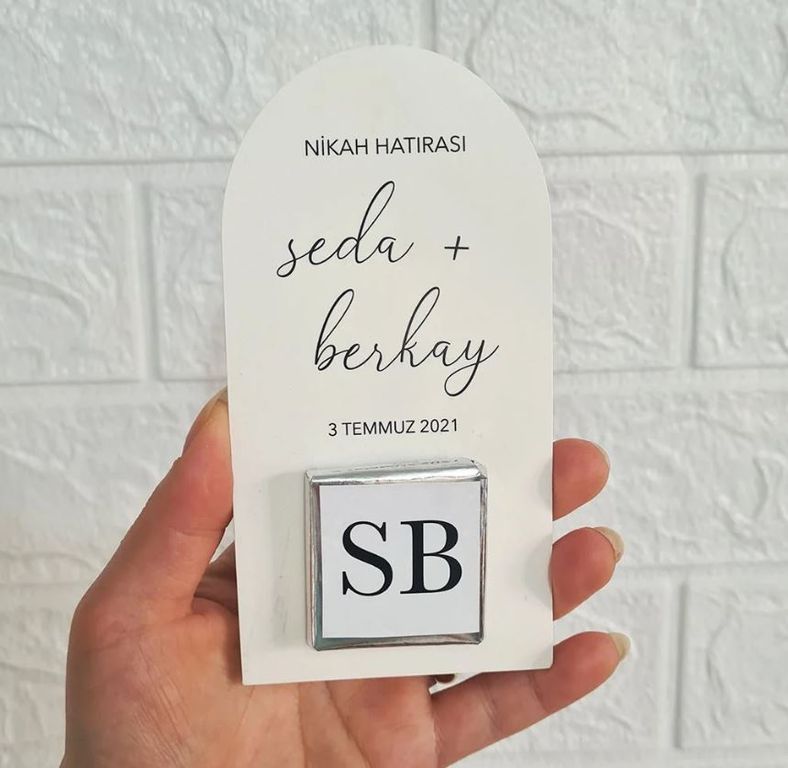 NİKAH HATIRASI
seda +
berkay
3 TEMMUZ 2021
SB